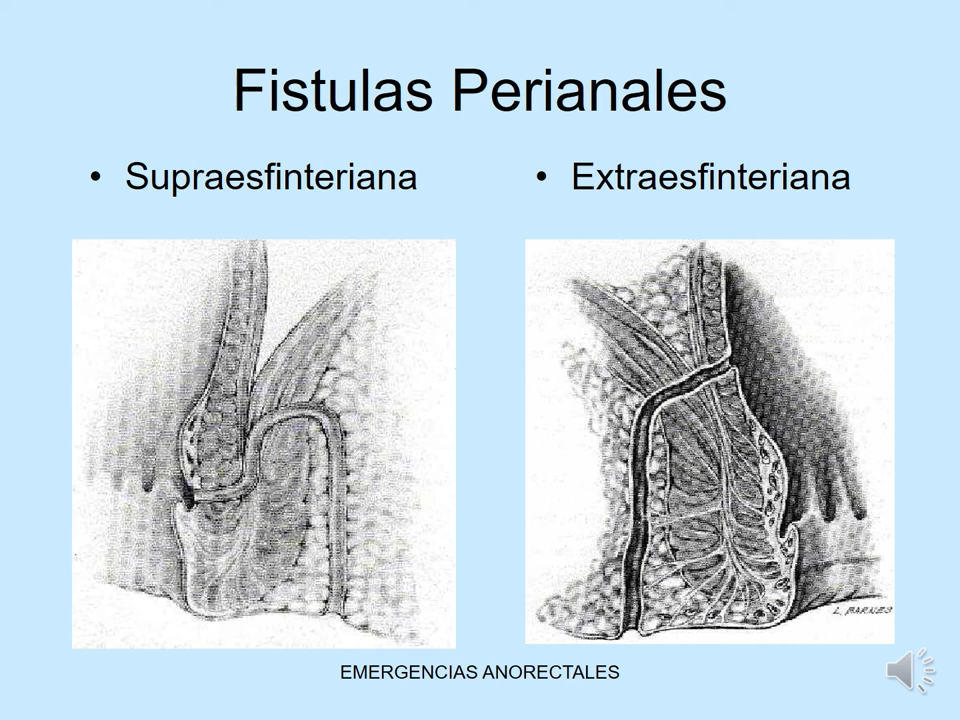 Fistulas Perianales
• Supraesfinteriana
• Extraesfinteriana
L. BARNES
EMERGENCIAS ANORECTALES